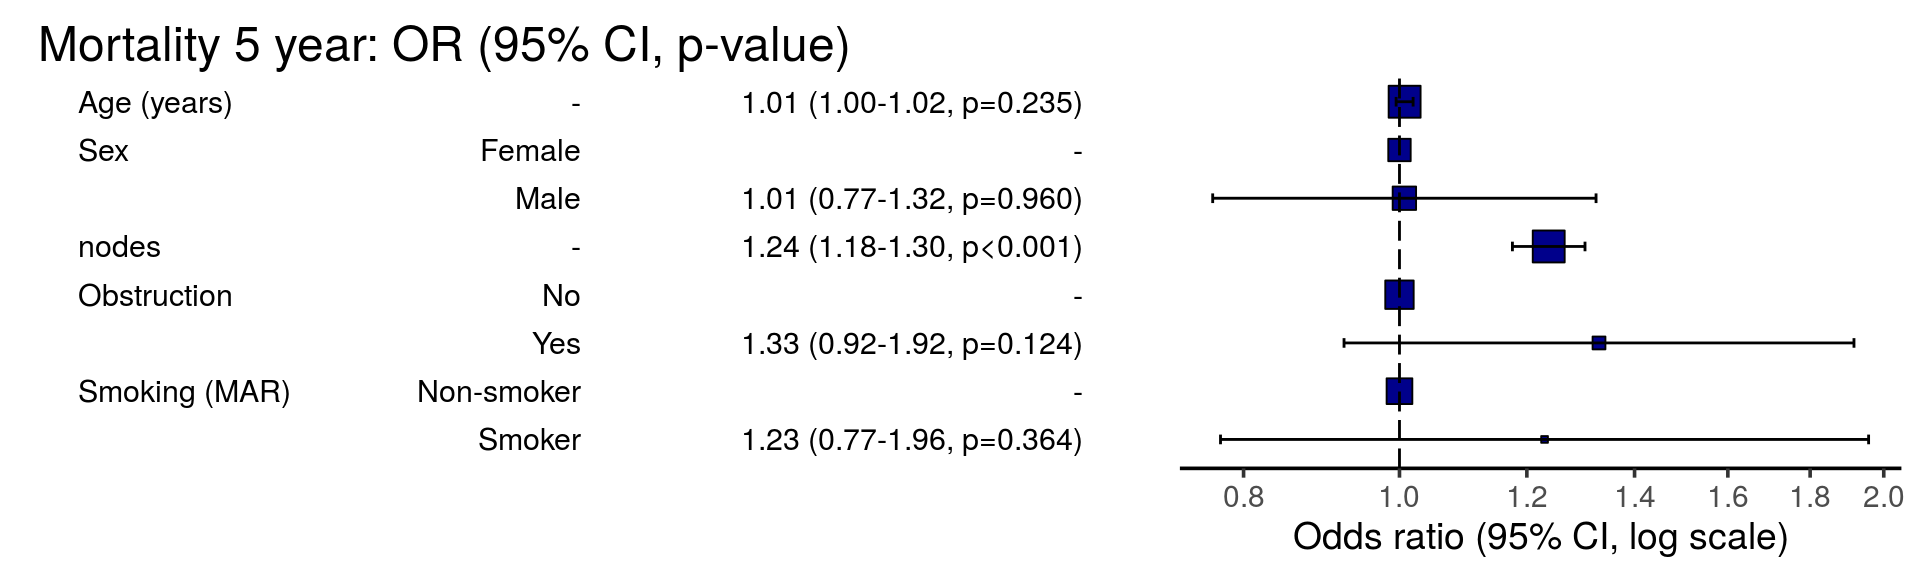 Mortality 5 year: OR (95% CI, p-value)
Age (years) - 1.01 (1.00-1.02, p=0.235)
Sex Female -
Male 1.01 (0.77-1.32, p=0.960)
nodes - 1.24 (1.18-1.30, p<0.001)
Obstruction No -
Yes 1.33 (0.92-1.92, p=0.124)
Smoking (MAR) Non-smoker -
Smoker 1.23 (0.77-1.96, p=0.364)
0.8 1.0 1.2 1.4 1.6 1.8 2.0
Odds ratio (95% CI, log scale)